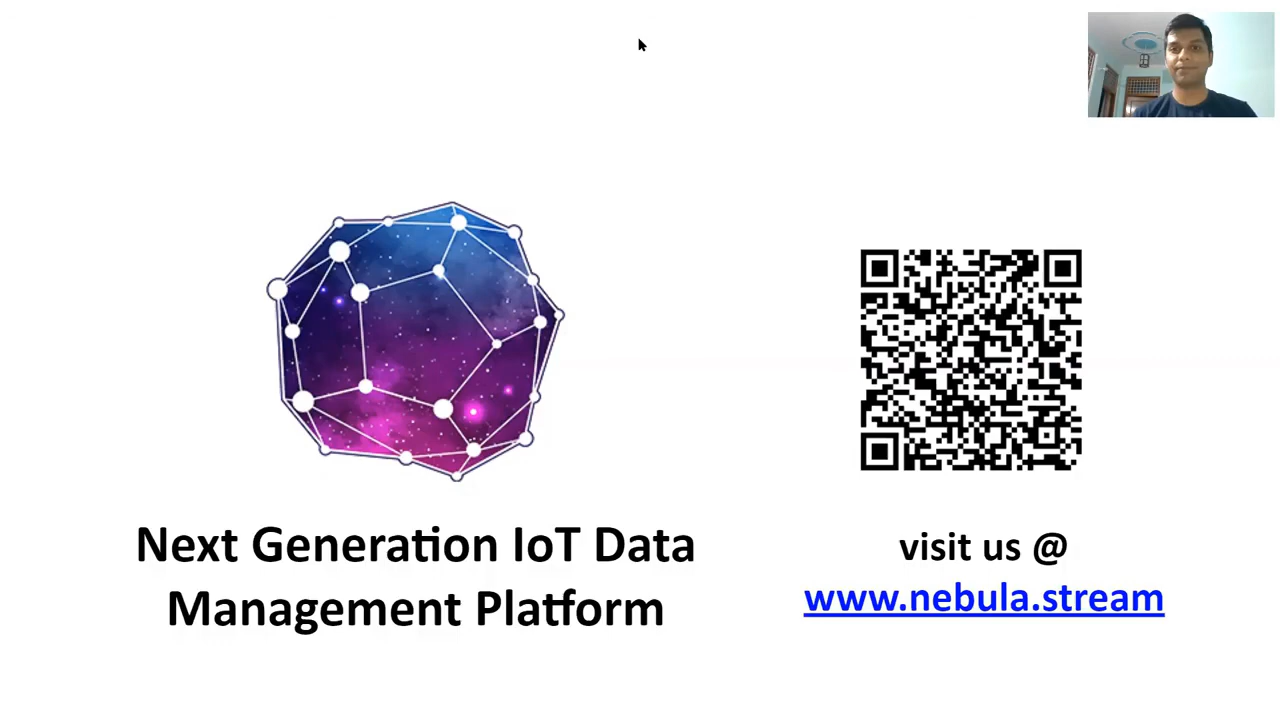 Next Generation IoT Data
Management Platform
visit us @
www.nebula.stream